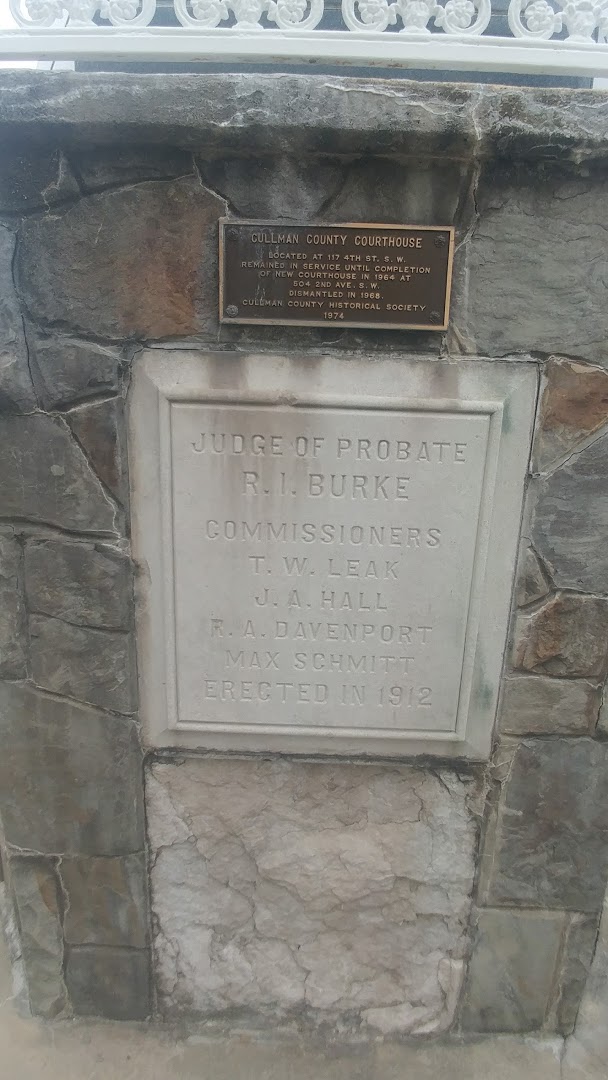 CULLMAN COUNTY COURTHOUSE
LOCATED AT 117 4TH ST. S.W.
REMAINED IN SERVICE UNTIL COMPLETION
OF NEW COURTHOUSE IN 1964 AT
504 2ND AVE. S.W.
DISMANTLED IN 1968.
CULLMAN COUNTY HISTORICAL SOCIETY
1974
JUDGE OF PROBATE
R. I. BURKE
COMMISSIONERS
T. W. LEAK
J. A. HALL
R. A. DAVENPORT
MAX SCHMITT
ERECTED IN 1912